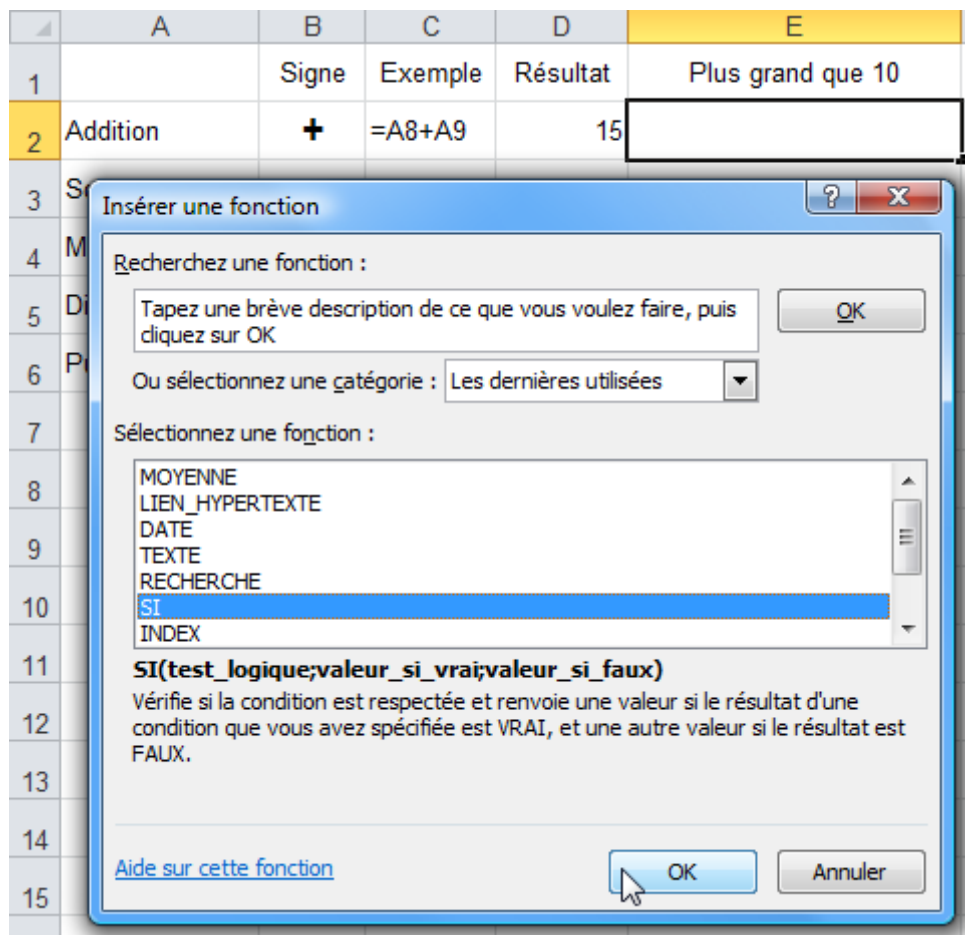 A B C D E
1 Signe Exemple Résultat Plus grand que 10
2 Addition + =A8+A9 15
3 S
Insérer une fonction ? X
4 M
Recherchez une fonction :
5 Di
Tapez une brève description de ce que vous voulez faire, puis
cliquez sur OK
OK
6 P
Ou sélectionnez une catégorie : Les dernières utilisées
7
Sélectionnez une fonction :
8
MOYENNE
LIEN_HYPERTEXTE
9
DATE
TEXTE
RECHERCHE
10
SI
INDEX
11
SI(test_logique;valeur_si_vrai;valeur_si_faux)
12
Vérifie si la condition est respectée et renvoie une valeur si le résultat d'une
condition que vous avez spécifiée est VRAI, et une autre valeur si le résultat est
FAUX.
13
14
Aide sur cette fonction OK Annuler
15